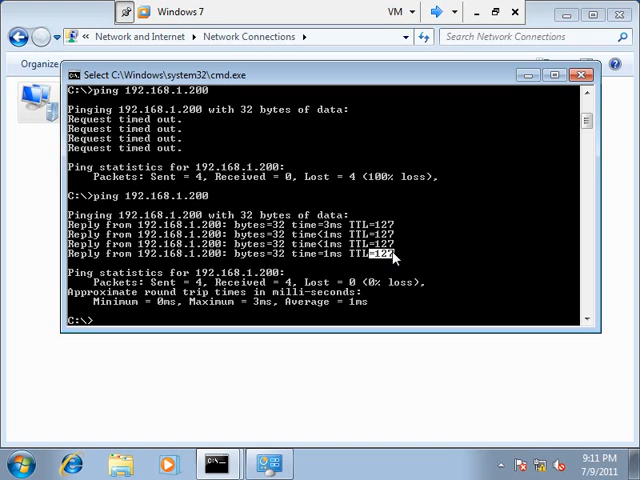 Windows 7
VM
Network and Internet
Network Connections
Search Network Connections
Organize
Select C:\Windows\system32\cmd.exe
C:\>ping 192.168.1.200
Pinging 192.168.1.200 with 32 bytes of data:
Request timed out.
Request timed out.
Request timed out.
Request timed out.
Ping statistics for 192.168.1.200:
Packets: Sent = 4, Received = 0, Lost = 4 (100% loss),
C:\>ping 192.168.1.200
Pinging 192.168.1.200 with 32 bytes of data:
Reply from 192.168.1.200: bytes=32 time=3ms TTL=127
Reply from 192.168.1.200: bytes=32 time<1ms TTL=127
Reply from 192.168.1.200: bytes=32 time<1ms TTL=127
Reply from 192.168.1.200: bytes=32 time=1ms TTL=127
Ping statistics for 192.168.1.200:
Packets: Sent = 4, Received = 4, Lost = 0 (0% loss),
Approximate round trip times in milli-seconds:
Minimum = 0ms, Maximum = 3ms, Average = 1ms
C:\>
9:11 PM
7/9/2011